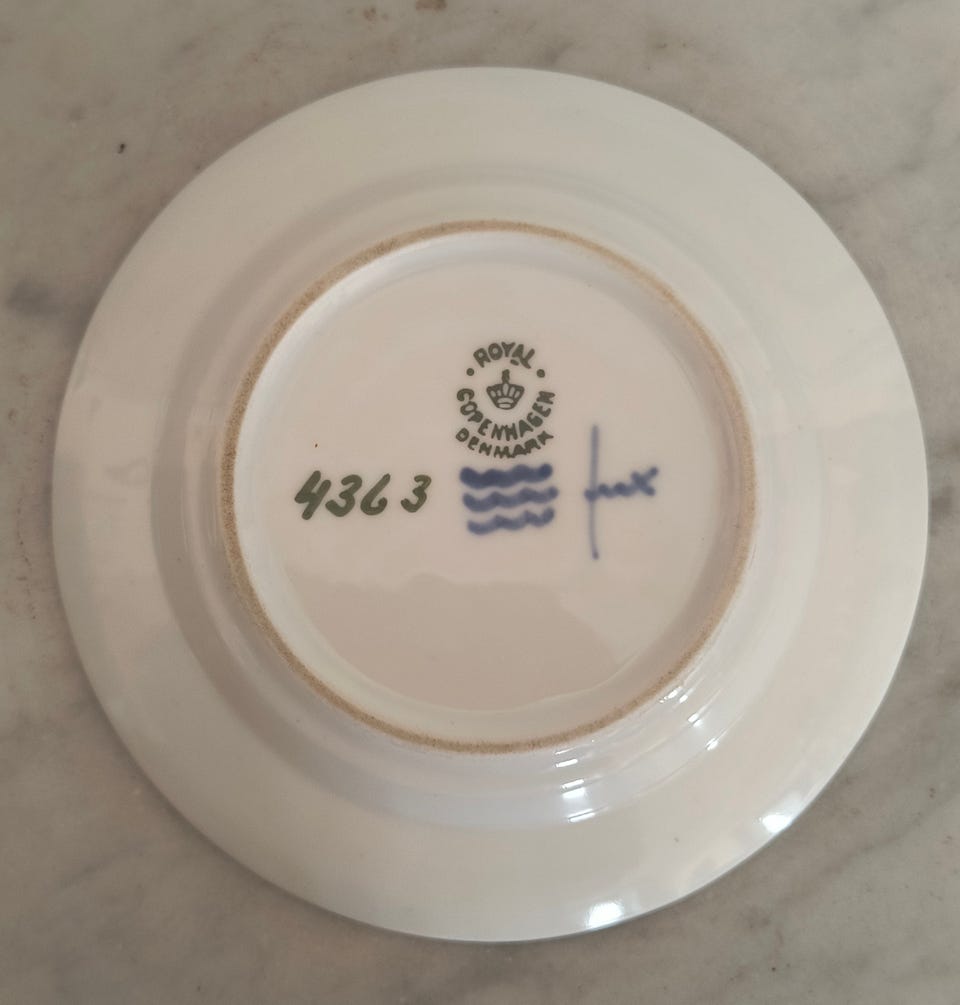 ROYAL
COPENHAGEN
DENMARK
4363